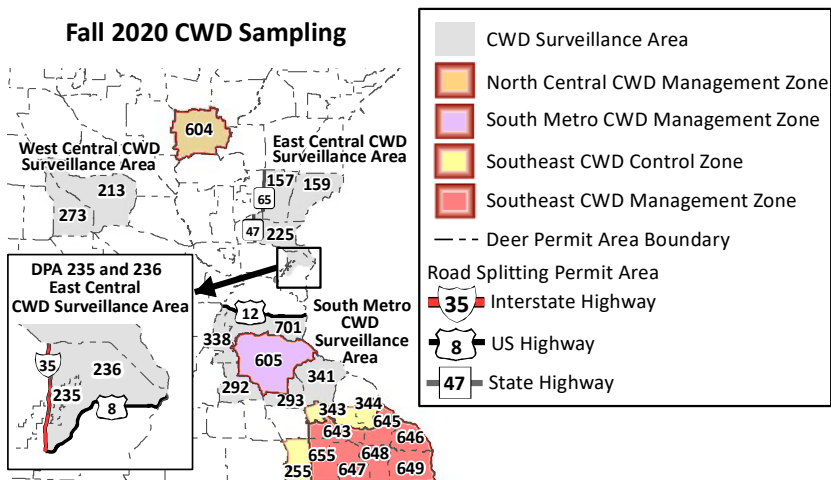 Fall 2020 CWD Sampling
604
West Central CWD
Surveillance Area
213
273
East Central CWD
Surveillance Area
157
159
65
47
225
DPA 235 and 236
East Central
CWD Surveillance Area
35
236
235
8
12
701
South Metro
CWD
Surveillance
Area
338
605
341
292
293
343
344
643
645
646
655
648
255
647
649
CWD Surveillance Area
North Central CWD Management Zone
South Metro CWD Management Zone
Southeast CWD Control Zone
Southeast CWD Management Zone
Deer Permit Area Boundary
Road Splitting Permit Area
35 Interstate Highway
8 US Highway
47 State Highway